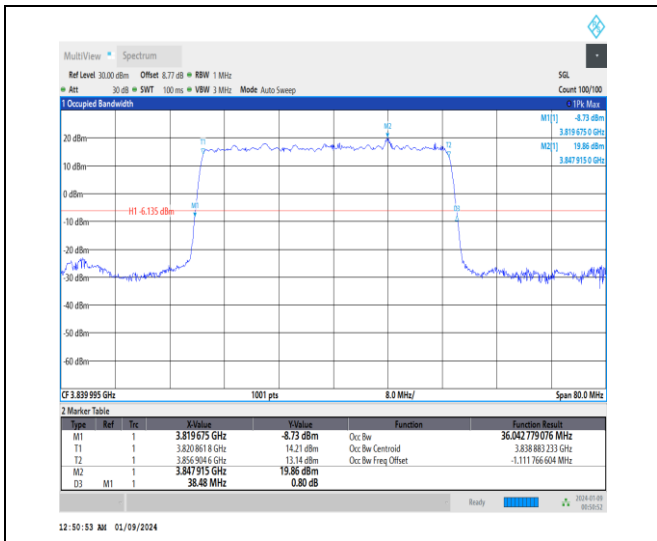 MultiView Spectrum
Ref Level 30.00 dBm Offset 8.77 dB RBW 1 MHz SGL
Att 30 dB SWT 100 ms VBW 3 MHz Mode Auto Sweep Count 100/100
1 Occupied Bandwidth 1Pk Max
M1[1] -8.73 dBm
3.819 675 0 GHz
M2[1] 19.86 dBm
3.847 915 0 GHz
M2
T1
T2
20 dBm
10 dBm
0 dBm
H1 -6.135 dBm
M1
D3
-10 dBm
-20 dBm
-30 dBm
-40 dBm
-50 dBm
-60 dBm
CF 3.839 995 GHz 1001 pts 8.0 MHz/ Span 80.0 MHz
2 Marker Table
Type Ref Trc X-Value Y-Value Function Function Result
M1 1 3.819 675 GHz -8.73 dBm Occ Bw 36.042 779 076 MHz
T1 1 3.820 861 8 GHz 14.21 dBm Occ Bw Centroid 3.838 883 233 GHz
T2 1 3.856 904 6 GHz 13.14 dBm Occ Bw Freq Offset -1.111 766 604 MHz
M2 1 3.847 915 GHz 19.86 dBm
D3 M1 1 38.48 MHz 0.80 dB
Ready 00:50:52
12:50:53 AM 01/09/2024